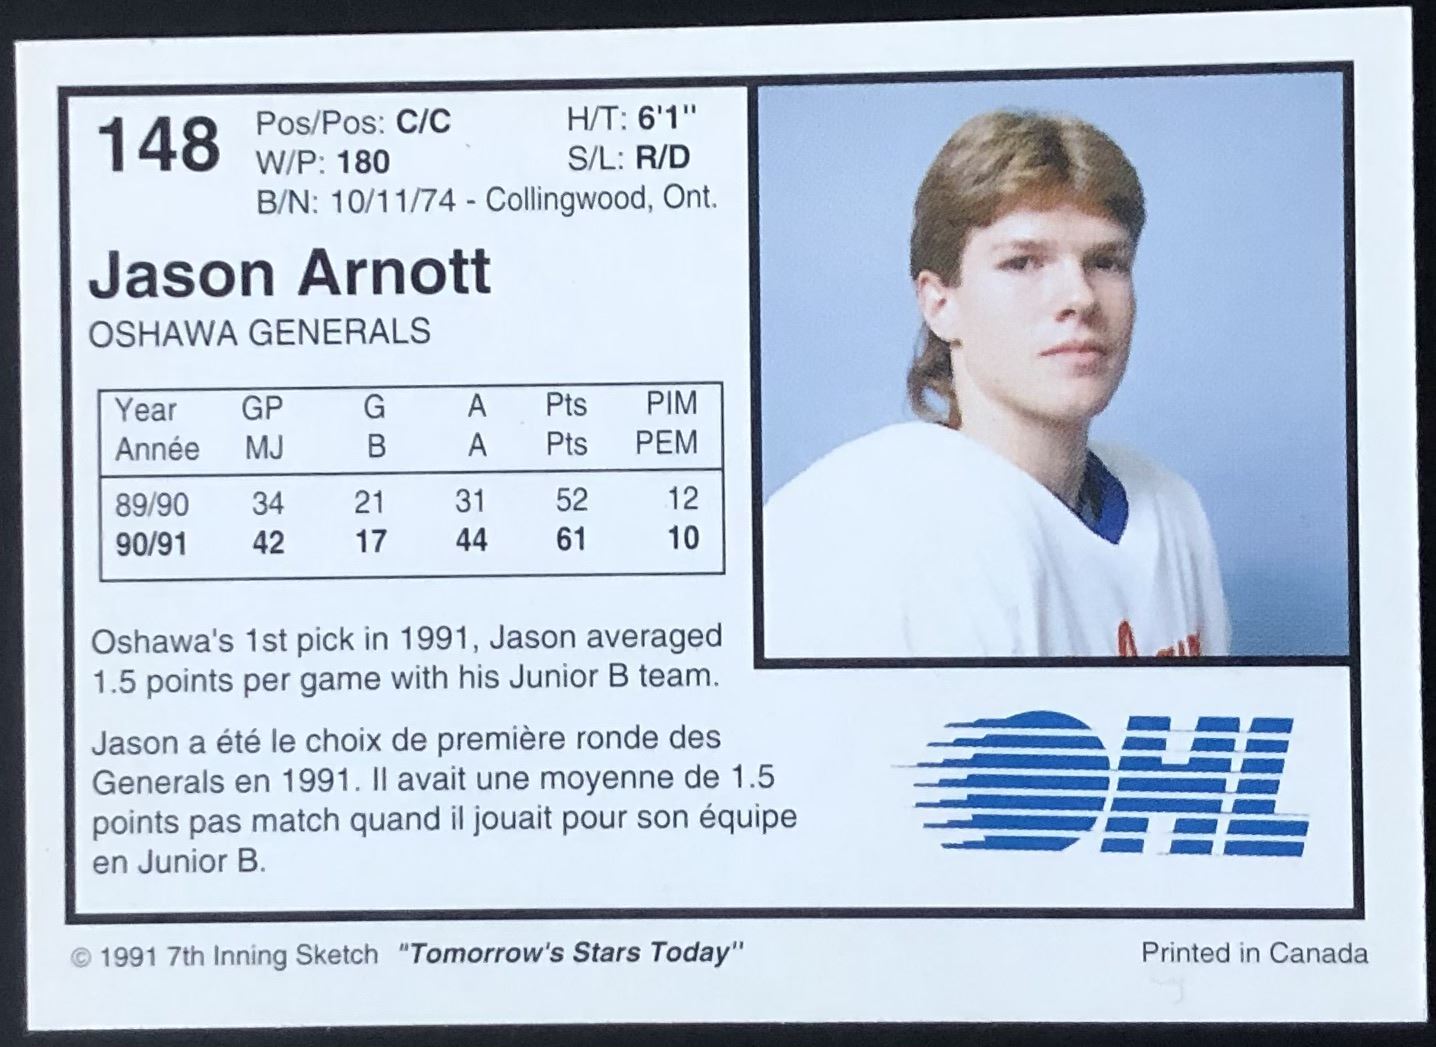 148
Pos/Pos: C/C H/T: 6'1"
W/P: 180 S/L: R/D
B/N: 10/11/74 - Collingwood, Ont.
Jason Arnott
OSHAWA GENERALS
Year GP G A Pts PIM
Année MJ B A Pts PEM
89/90 34 21 31 52 12
90/91 42 17 44 61 10
Oshawa's 1st pick in 1991, Jason averaged
1.5 points per game with his Junior B team.
Jason a été le choix de première ronde des
Generals en 1991. Il avait une moyenne de 1.5
points pas match quand il jouait pour son équipe
en Junior B.
OHL
© 1991 7th Inning Sketch "Tomorrow's Stars Today" Printed in Canada